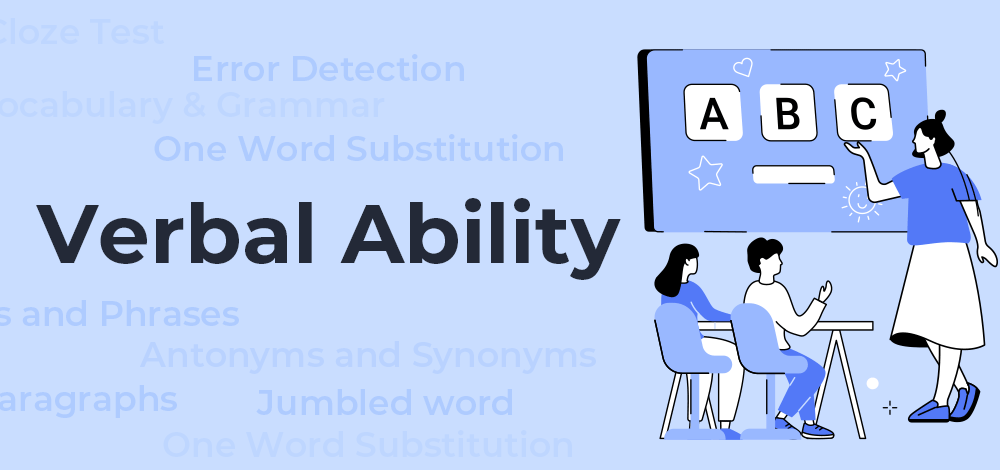 Cloze Test
Error Detection
ocabulary & Grammar
One Word Substitution
Verbal Ability
s and Phrases
Antonyms and Synonyms
aragraphs
Jumbled word
One Word Substitution
A B C